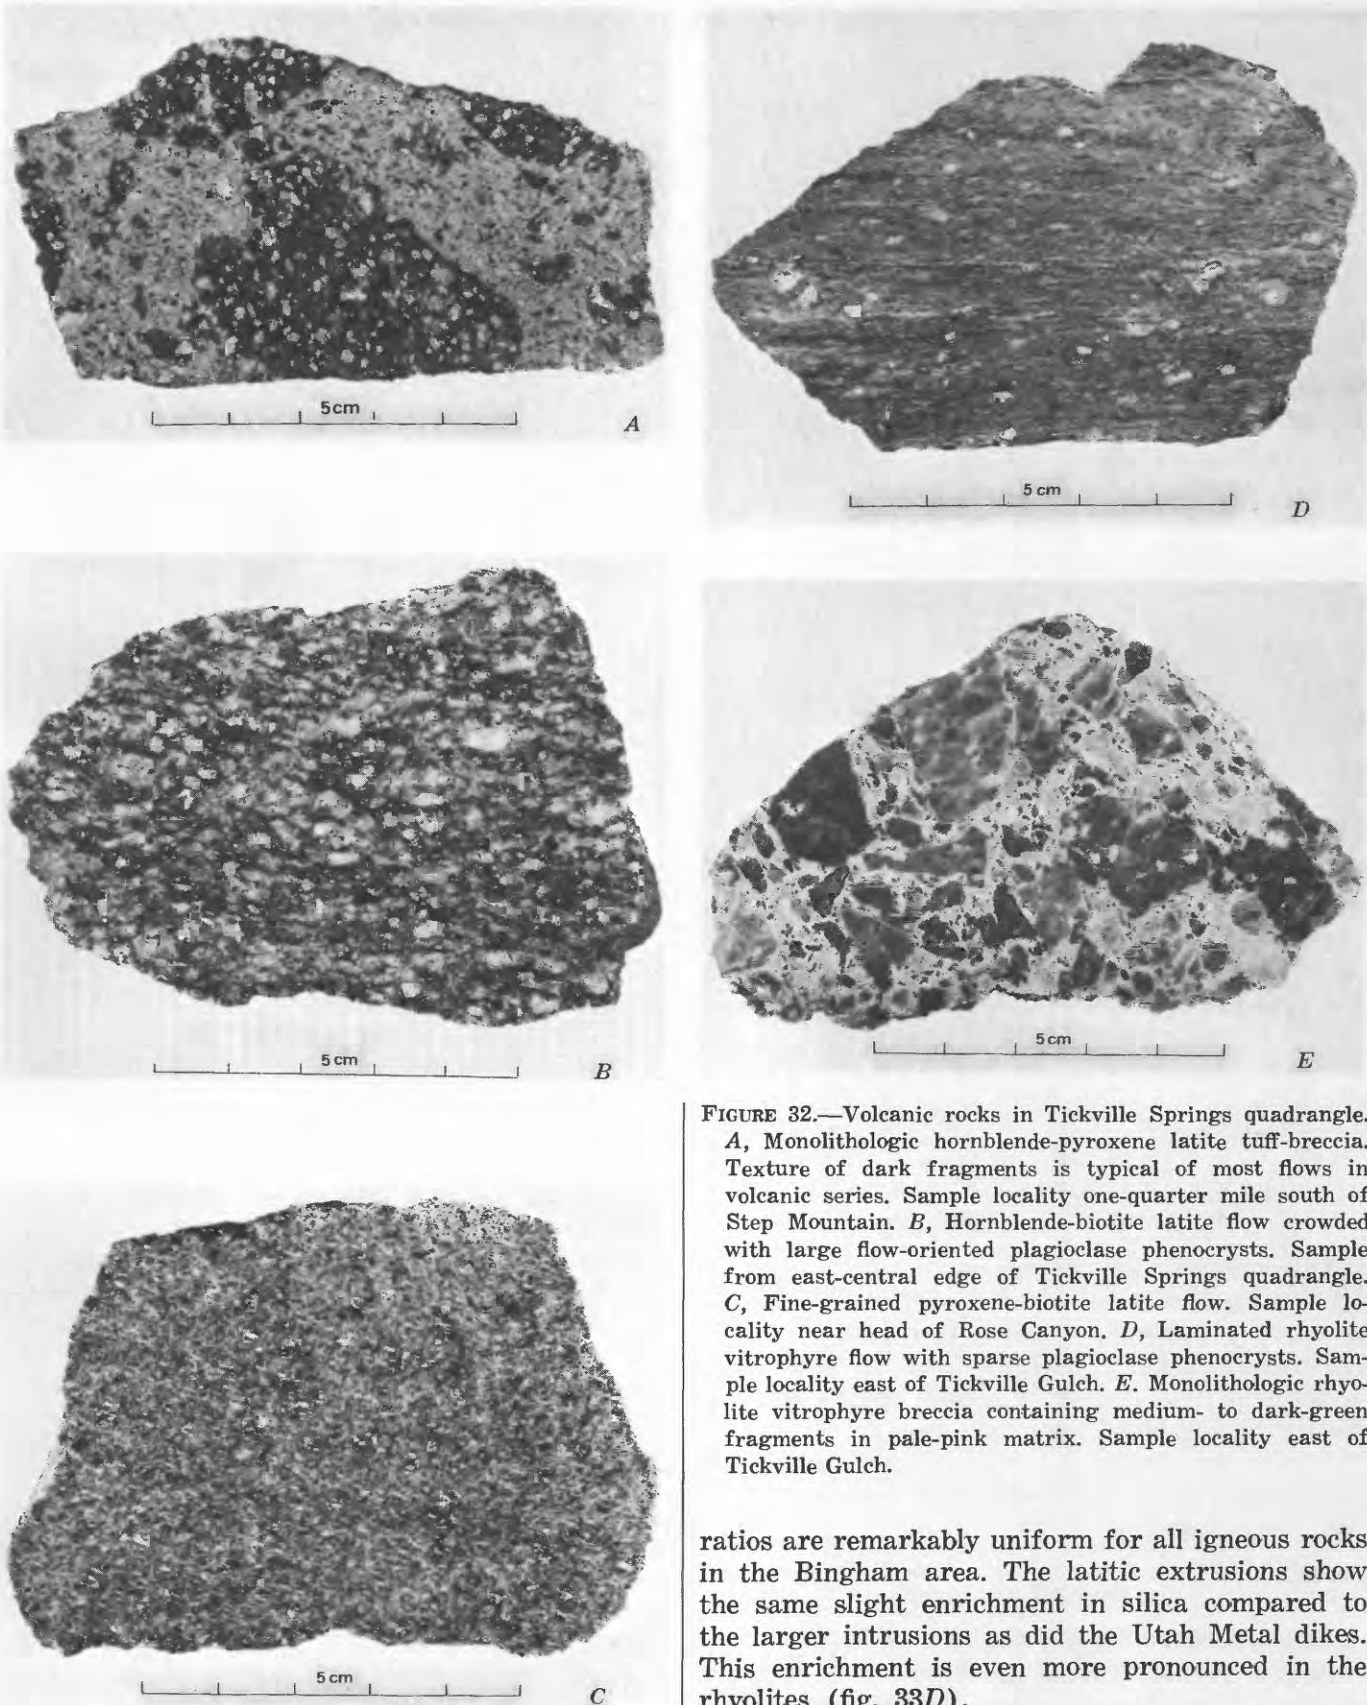 5cm
A
5 cm
B
5 cm
C
5 cm
D
5 cm
E
FIGURE 32.—Volcanic rocks in Tickville Springs quadrangle.
A, Monolithologic hornblende-pyroxene latite tuff-breccia.
Texture of dark fragments is typical of most flows in
volcanic series. Sample locality one-quarter mile south of
Step Mountain. B, Hornblende-biotite latite flow crowded
with large flow-oriented plagioclase phenocrysts. Sample
from east-central edge of Tickville Springs quadrangle.
C, Fine-grained pyroxene-biotite latite flow. Sample lo-
cality near head of Rose Canyon. D, Laminated rhyolite
vitrophyre flow with sparse plagioclase phenocrysts. Sam-
ple locality east of Tickville Gulch. E. Monolithologic rhyo-
lite vitrophyre breccia containing medium- to dark-green
fragments in pale-pink matrix. Sample locality east of
Tickville Gulch.
ratios are remarkably uniform for all igneous rocks
in the Bingham area. The latitic extrusions show
the same slight enrichment in silica compared to
the larger intrusions as did the Utah Metal dikes.
This enrichment is even more pronounced in the
rhyolites (fig. 33D).